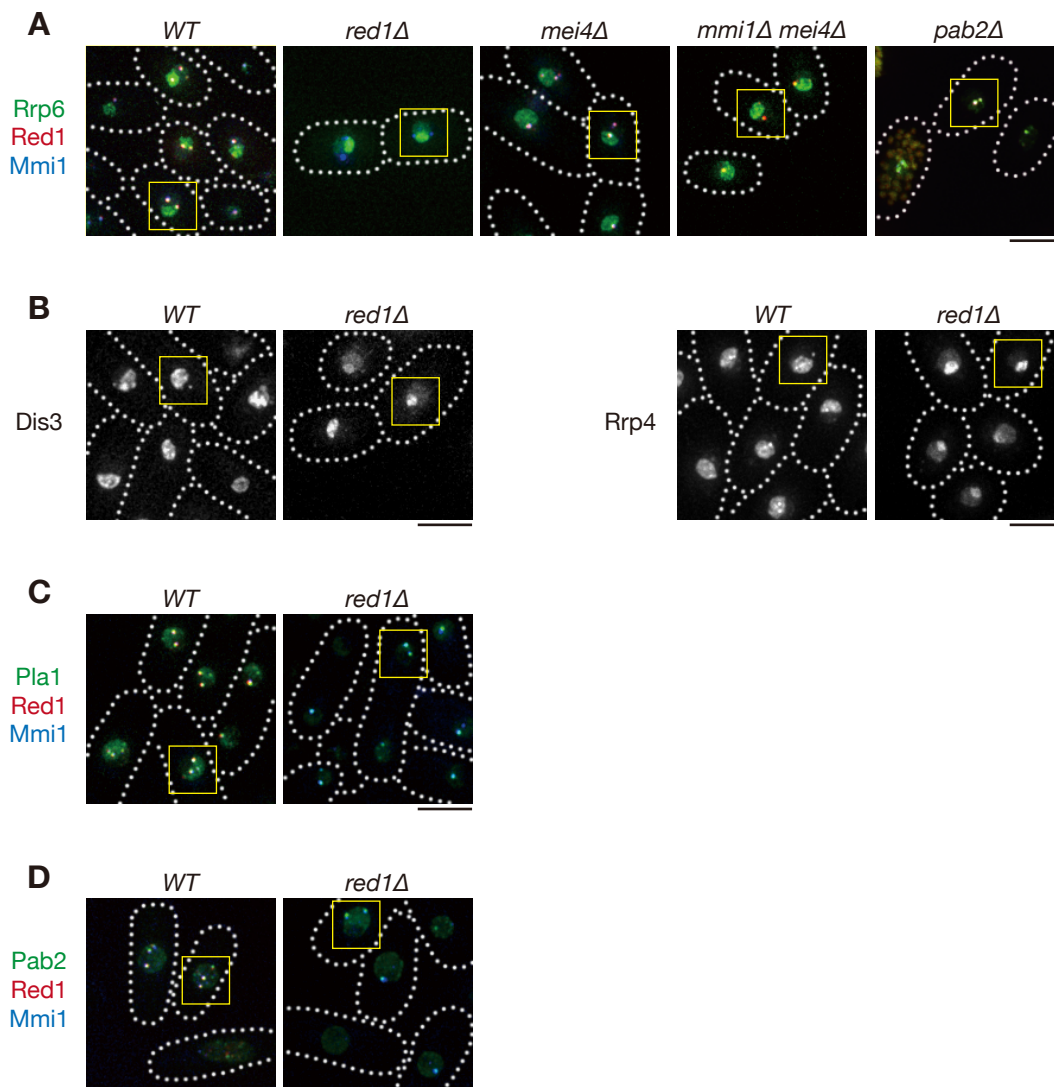 A
WT
red1Δ
mei4Δ
mmi1Δ mei4Δ
pab2Δ
Rrp6
Red1
Mmi1
B
WT
red1Δ
WT
red1Δ
Dis3
Rrp4
C
WT
red1Δ
Pla1
Red1
Mmi1
D
WT
red1Δ
Pab2
Red1
Mmi1